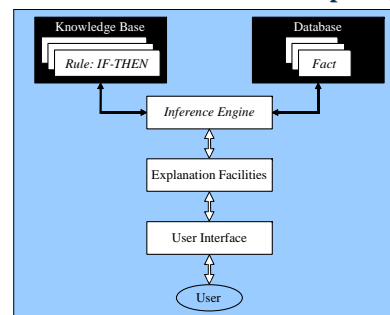 Knowledge Base
Database
Rule: IF-THEN
Fact
Inference Engine
Explanation Facilities
User Interface
User